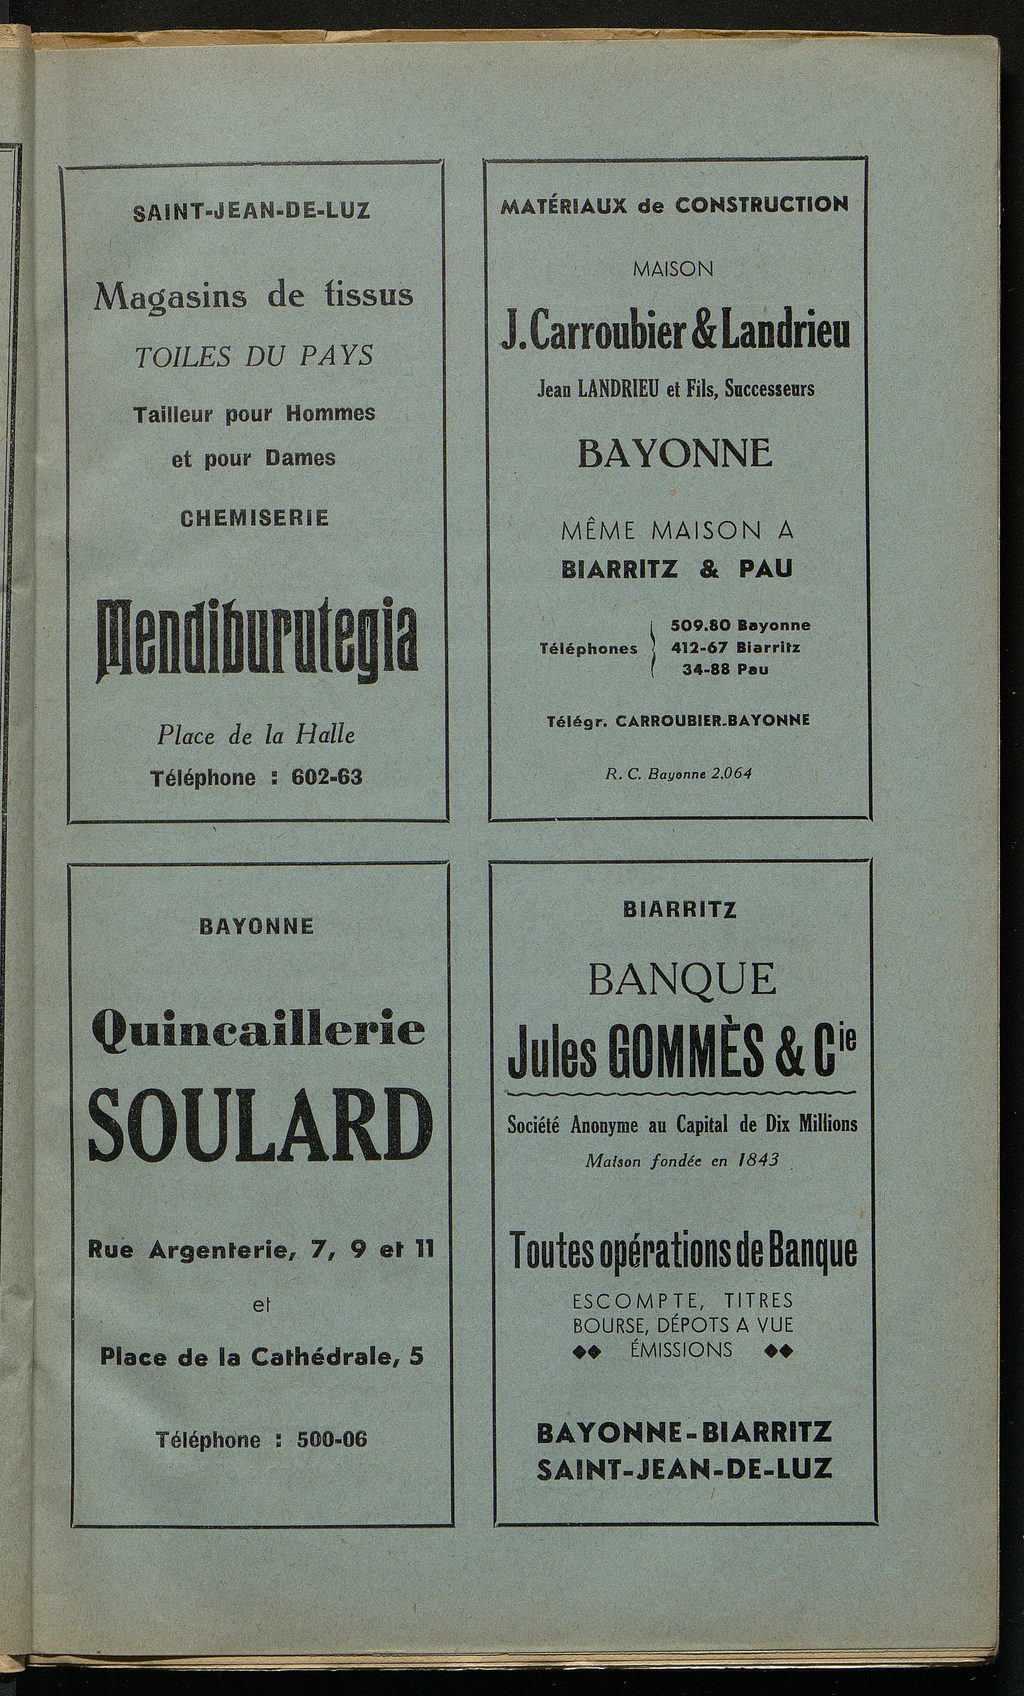 SAINT-JEAN-DE-LUZ
Magasins de tissus
TOILES DU PAYS
Tailleur pour Hommes
et pour Dames
CHEMISERIE
Mendiburutegia
Place de la Halle
Téléphone : 602-63
MATÉRIAUX de CONSTRUCTION
MAISON
J. Carroubier & Landrieu
Jean LANDRIEU et Fils, Successeurs
BAYONNE
MÊME MAISON A
BIARRITZ & PAU
509.80 Bayonne
Téléphones 412-67 Biarritz
34-88 Pau
Télégr. CARROUBIER-BAYONNE
R. C. Bayonne 2.064
BAYONNE
Quincaillerie
SOULARD
Rue Argenterie, 7, 9 et 11
et
Place de la Cathédrale, 5
Téléphone : 500-06
BIARRITZ
BANQUE
Jules GOMMÈS & Cie
Société Anonyme au Capital de Dix Millions
Maison fondée en 1843
Toutes opérations de Banque
ESCOMPTE, TITRES
BOURSE, DÉPOTS A VUE
◆◆ ÉMISSIONS ◆◆
BAYONNE-BIARRITZ
SAINT-JEAN-DE-LUZ